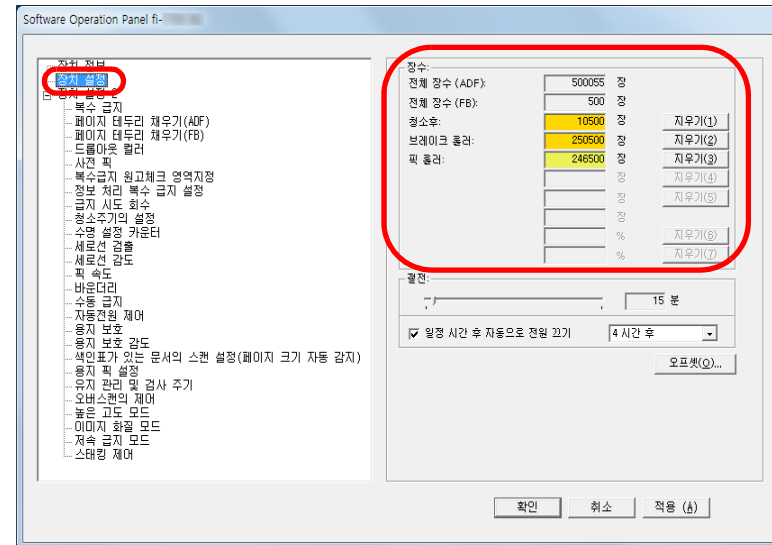 Software Operation Panel fi-
장치 정보
장치 설정
장치 설정 2
복수 급지
페이지 테두리 채우기(ADF)
페이지 테두리 채우기(FB)
드롭아웃 컬러
사전 픽
복수급지 원고체크 영역지정
정보 처리 복수 급지 설정
급지 시도 회수
청소주기의 설정
수명 설정 카운터
세로선 검출
세로선 감도
픽 속도
바운더리
수동 급지
자동전원 제어
용지 보호
용지 보호 감도
색인표가 있는 문서의 스캔 설정(페이지 크기 자동 감지)
용지 픽 설정
유지 관리 및 검사 주기
오버스캔의 제어
높은 고도 모드
이미지 화질 모드
저속 급지 모드
스태킹 제어
장수:
전체 장수 (ADF): 500055 장
전체 장수 (FB): 500 장
청소후: 10500 장 지우기(1)
브레이크 롤러: 250500 장 지우기(2)
픽 롤러: 246500 장 지우기(3)
장 지우기(4)
장 지우기(5)
장
% 지우기(6)
% 지우기(7)
절전:
15 분
일정 시간 후 자동으로 전원 끄기 4 시간 후
오프셋(O)...
확인 취소 적용 (A)